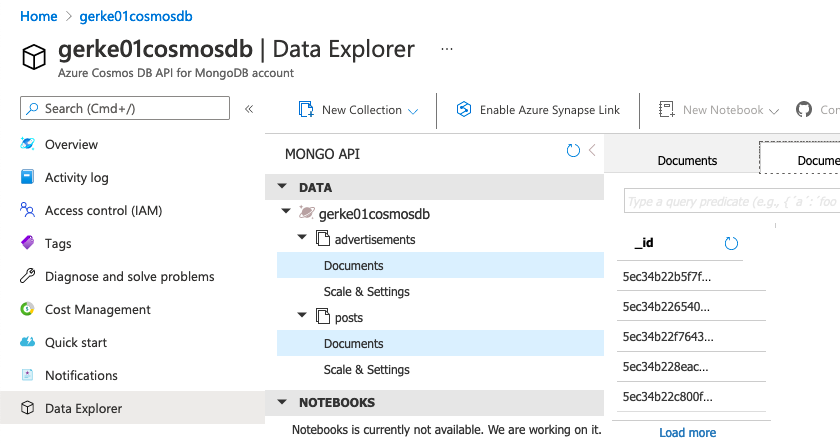 Home > gerke01cosmosdb
gerke01cosmosdb | Data Explorer ...
Azure Cosmos DB API for MongoDB account
Search (Cmd+/) «
Overview
Activity log
Access control (IAM)
Tags
Diagnose and solve problems
Cost Management
Quick start
Notifications
Data Explorer
New Collection
Enable Azure Synapse Link
New Notebook
MONGO API
DATA
gerke01cosmosdb
advertisements
Documents
Scale & Settings
posts
Documents
Scale & Settings
NOTEBOOKS
Notebooks is currently not available. We are working on it.
Documents
Type a query predicate (e.g., {´a´:´foo
_id
5ec34b22b5f7f...
5ec34b226540...
5ec34b22f7643...
5ec34b228eac...
5ec34b22c800f...
Load more